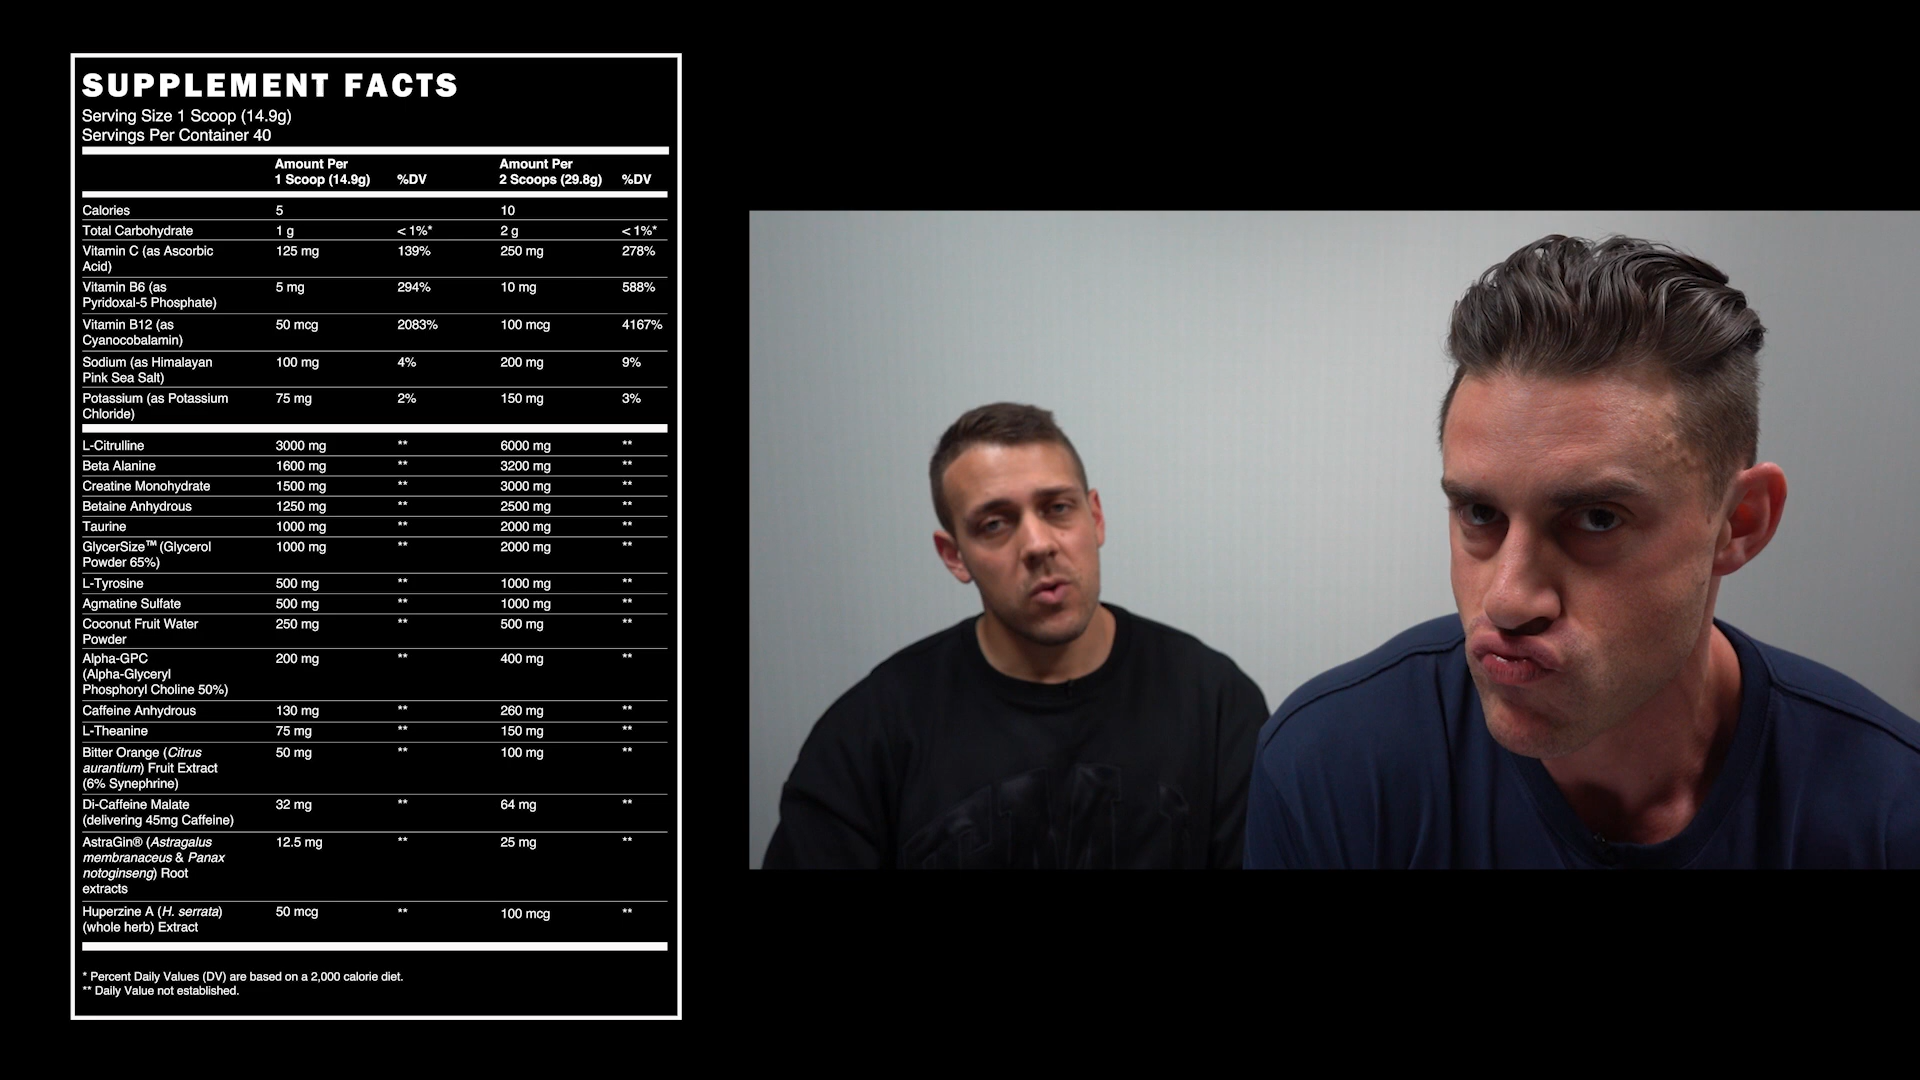 SUPPLEMENT FACTS
Serving Size 1 Scoop (14.9g)
Servings Per Container 40
Amount Per
1 Scoop (14.9g) %DV
Amount Per
2 Scoops (29.8g) %DV
Calories 5 10
Total Carbohydrate 1 g < 1%* 2 g < 1%*
Vitamin C (as Ascorbic 125 mg 139% 250 mg 278%
Acid)
Vitamin B6 (as 5 mg 294% 10 mg 588%
Pyridoxal-5 Phosphate)
Vitamin B12 (as 50 mcg 2083% 100 mcg 4167%
Cyanocobalamin)
Sodium (as Himalayan 100 mg 4% 200 mg 9%
Pink Sea Salt)
Potassium (as Potassium 75 mg 2% 150 mg 3%
Chloride)
L-Citrulline 3000 mg ** 6000 mg **
Beta Alanine 1600 mg ** 3200 mg **
Creatine Monohydrate 1500 mg ** 3000 mg **
Betaine Anhydrous 1250 mg ** 2500 mg **
Taurine 1000 mg ** 2000 mg **
GlycerSize™ (Glycerol 1000 mg ** 2000 mg **
Powder 65%)
L-Tyrosine 500 mg ** 1000 mg **
Agmatine Sulfate 500 mg ** 1000 mg **
Coconut Fruit Water 250 mg ** 500 mg **
Powder
Alpha-GPC 200 mg ** 400 mg **
(Alpha-Glyceryl
Phosphoryl Choline 50%)
Caffeine Anhydrous 130 mg ** 260 mg **
L-Theanine 75 mg ** 150 mg **
Bitter Orange (Citrus 50 mg ** 100 mg **
aurantium) Fruit Extract
(6% Synephrine)
Di-Caffeine Malate 32 mg ** 64 mg **
(delivering 45mg Caffeine)
AstraGin® (Astragalus 12.5 mg ** 25 mg **
membranaceus & Panax
notoginseng) Root
extracts
Huperzine A (H. serrata) 50 mcg ** 100 mcg **
(whole herb) Extract
* Percent Daily Values (DV) are based on a 2,000 calorie diet.
** Daily Value not established.